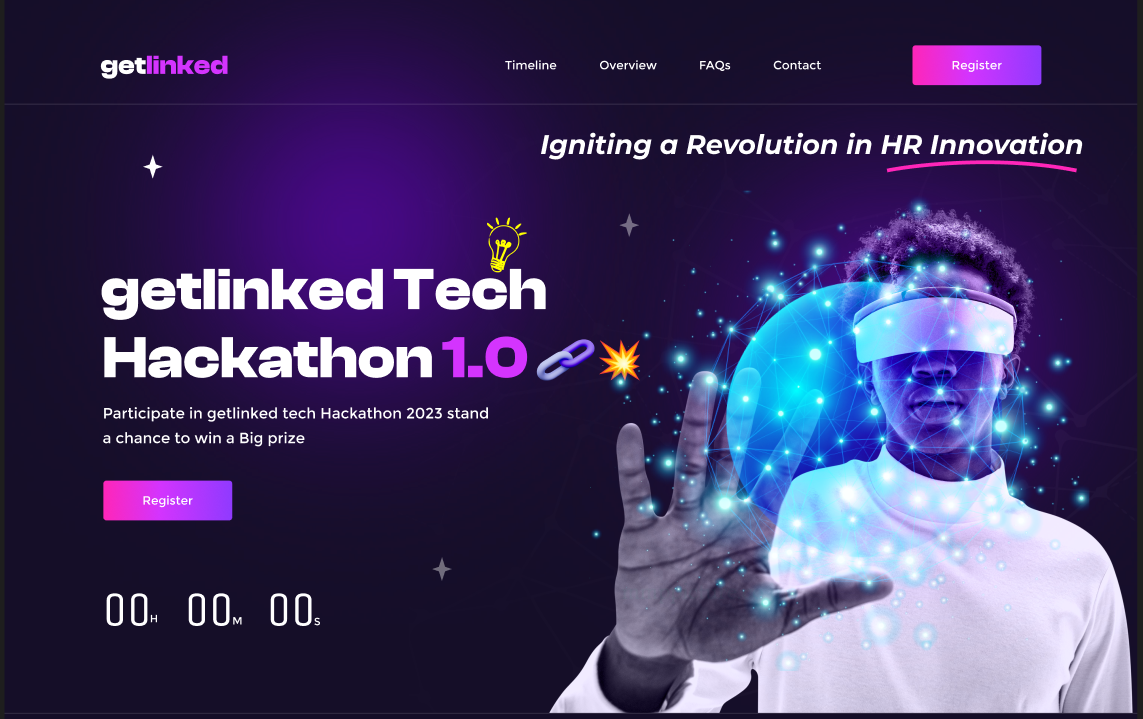 getlinked
Timeline
Overview
FAQs
Contact
Register
Igniting a Revolution in HR Innovation
getlinked Tech
Hackathon 1.0
Participate in getlinked tech Hackathon 2023 stand
a chance to win a Big prize
Register
00H 00M 00S